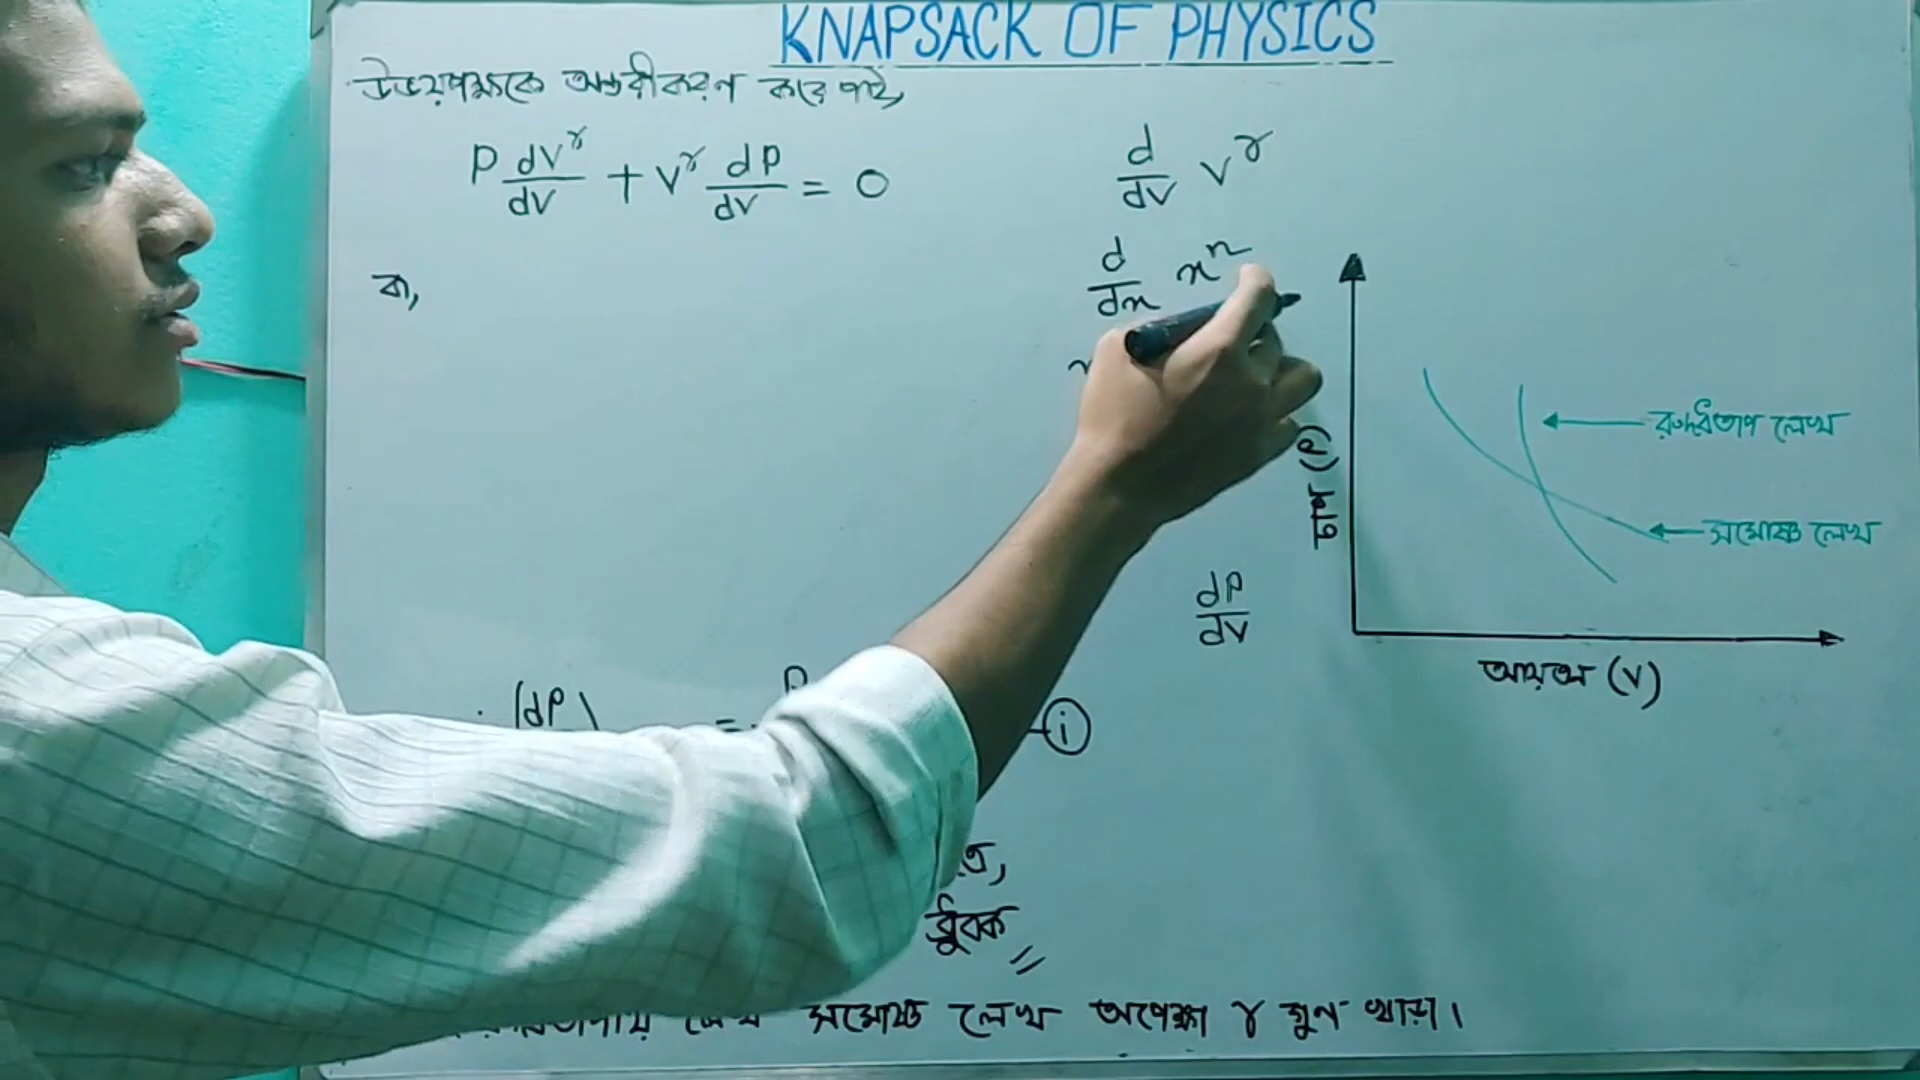 KNAPSACK OF PHYSICS
উভয়পক্ষকে অন্তরীকরণ করে পাই,
P dV^γ/dV + V^γ dP/dV = 0
d/dV V^γ
d/dx x^n
বা,
রুদ্ধতাপ লেখ
চাপ (P)
সমোষ্ণ লেখ
dP/dV
আয়তন (V)
(dP
= P
i
ধ্রুবক
লেখ সমোষ্ণ লেখ অপেক্ষা γ গুন খাড়া।